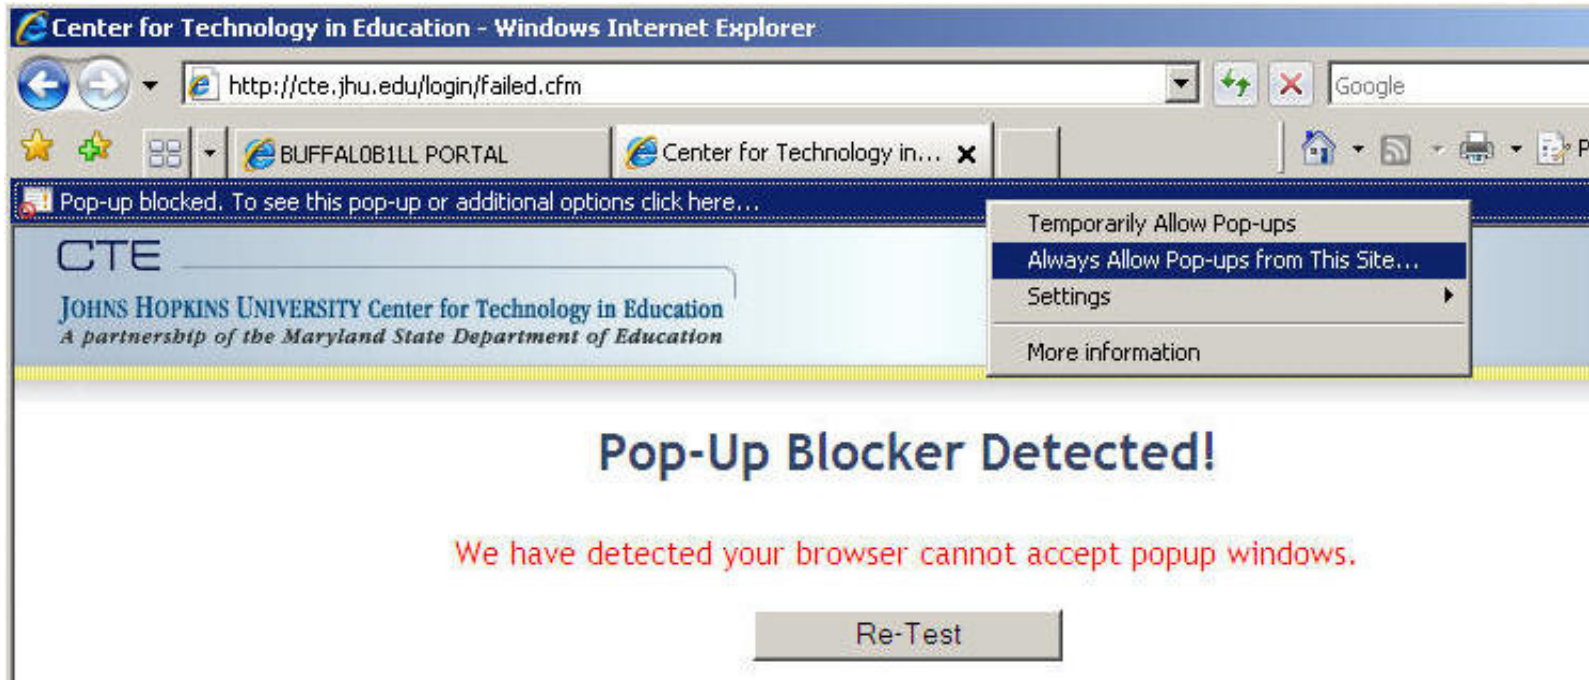 Center for Technology in Education - Windows Internet Explorer
http://cte.jhu.edu/login/failed.cfm
Google
BUFFAL0B1LL PORTAL
Center for Technology in...
P
Pop-up blocked. To see this pop-up or additional options click here...
Temporarily Allow Pop-ups
Always Allow Pop-ups from This Site...
Settings
More information
CTE
JOHNS HOPKINS UNIVERSITY Center for Technology in Education
A partnership of the Maryland State Department of Education
Pop-Up Blocker Detected!
We have detected your browser cannot accept popup windows.
Re-Test